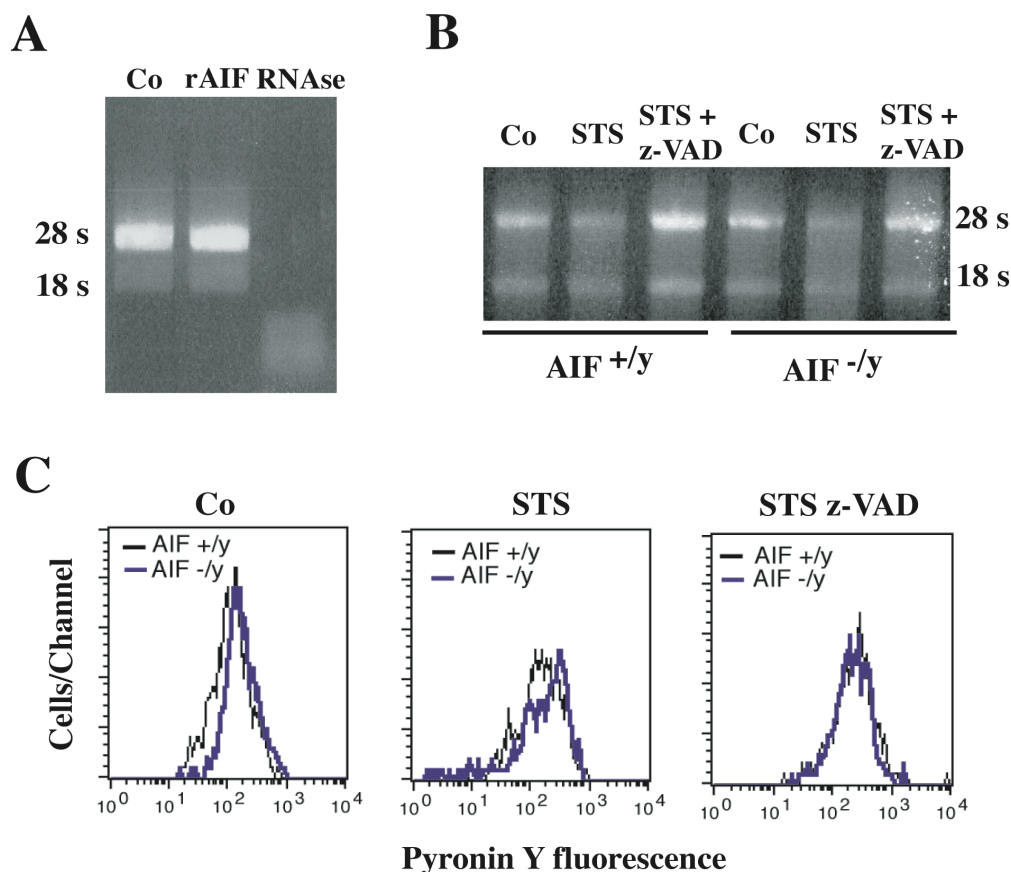 A
Co rAIF RNAse
28 s
18 s
B
Co STS STS + z-VAD Co STS STS + z-VAD
28 s
18 s
AIF +/y AIF -/y
C
Co
AIF +/y
AIF -/y
10^0 10^1 10^2 10^3 10^4
STS
AIF +/y
AIF -/y
10^0 10^1 10^2 10^3 10^4
STS z-VAD
AIF +/y
AIF -/y
10^0 10^1 10^2 10^3 10^4
Cells/Channel
Pyronin Y fluorescence